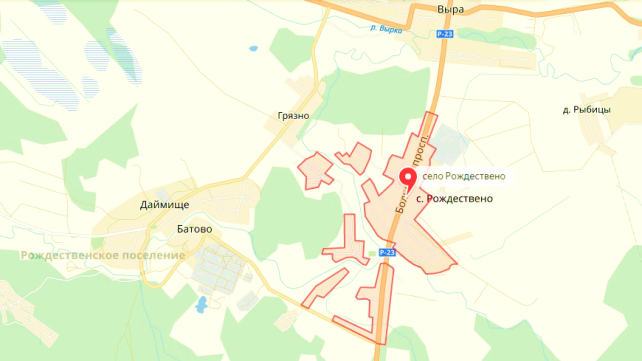 Выра
р. Вырка
Р-23
д. Рыбицы
Грязно
село Рождествено
с. Рождествено
Даймище
Батово
Рождественское поселение
Р-23
просп.